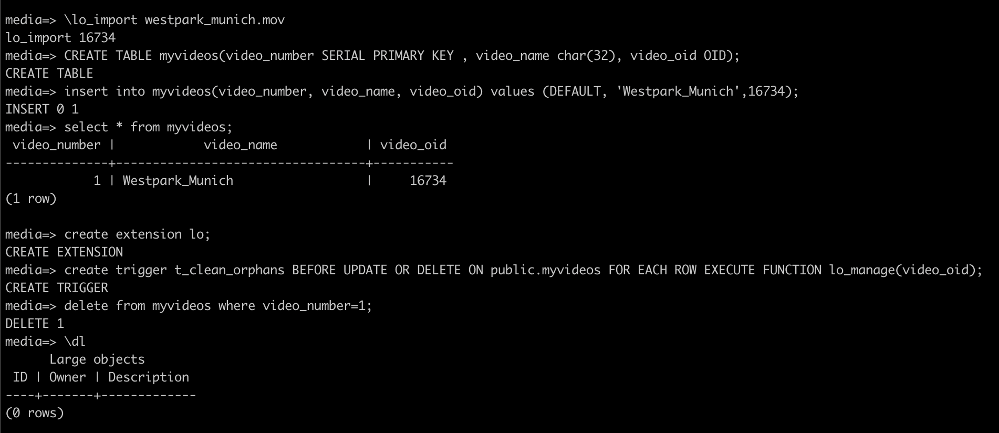 media=> \lo_import westpark_munich.mov
lo_import 16734
media=> CREATE TABLE myvideos(video_number SERIAL PRIMARY KEY , video_name char(32), video_oid OID);
CREATE TABLE
media=> insert into myvideos(video_number, video_name, video_oid) values (DEFAULT, 'Westpark_Munich',16734);
INSERT 0 1
media=> select * from myvideos;
 video_number |            video_name            | video_oid
--------------+----------------------------------+-----------
            1 | Westpark_Munich                  |     16734
(1 row)

media=> create extension lo;
CREATE EXTENSION
media=> create trigger t_clean_orphans BEFORE UPDATE OR DELETE ON public.myvideos FOR EACH ROW EXECUTE FUNCTION lo_manage(video_oid);
CREATE TRIGGER
media=> delete from myvideos where video_number=1;
DELETE 1
media=> \dl
      Large objects
 ID | Owner | Description
----+-------+-------------
(0 rows)